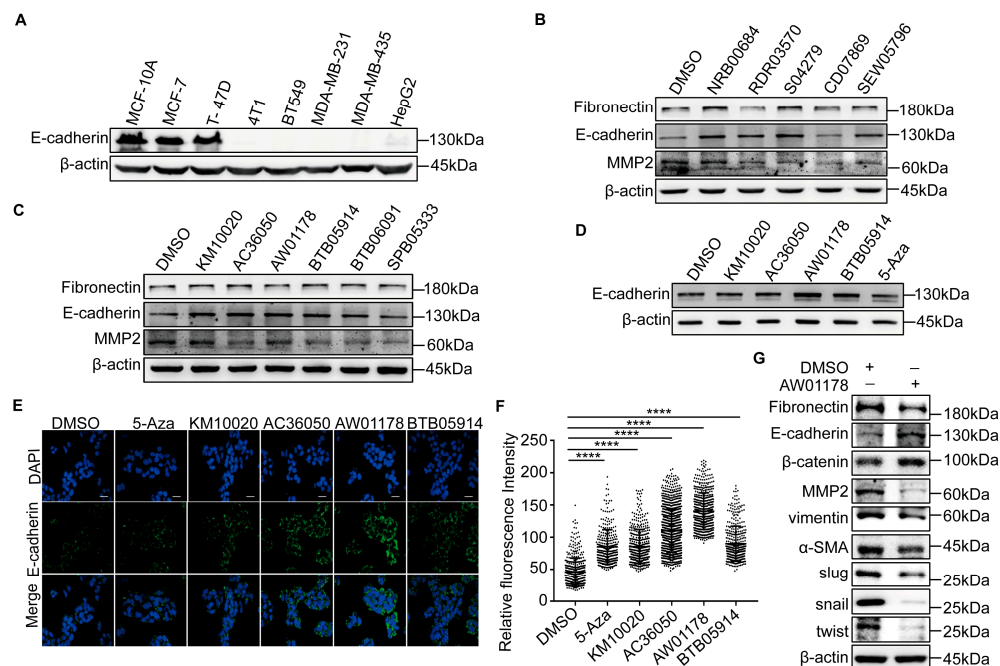 A
MCF-10A
MCF-7
T- 47D
4T1
BT549
MDA-MB-231
MDA-MB-435
HepG2
E-cadherin
130kDa
β-actin
45kDa
B
DMSO
NRB00684
RDR03570
S04279
CD07869
SEW05796
Fibronectin
180kDa
E-cadherin
130kDa
MMP2
60kDa
β-actin
45kDa
C
DMSO
KM10020
AC36050
AW01178
BTB05914
BTB06091
SPB05333
Fibronectin
180kDa
E-cadherin
130kDa
MMP2
60kDa
β-actin
45kDa
D
DMSO
KM10020
AC36050
AW01178
BTB05914
5-Aza
E-cadherin
130kDa
β-actin
45kDa
E
DMSO 5-Aza KM10020 AC36050 AW01178 BTB05914
DAPI
E-cadherin
Merge
F
Relative fluorescence Intensity
250
200
150
100
50
0
****
****
****
****
****
DMSO
5-Aza
KM10020
AC36050
AW01178
BTB05914
G
DMSO + −
AW01178 − +
Fibronectin
180kDa
E-cadherin
130kDa
β-catenin
100kDa
MMP2
60kDa
vimentin
60kDa
α-SMA
45kDa
slug
25kDa
snail
25kDa
twist
25kDa
β-actin
45kDa